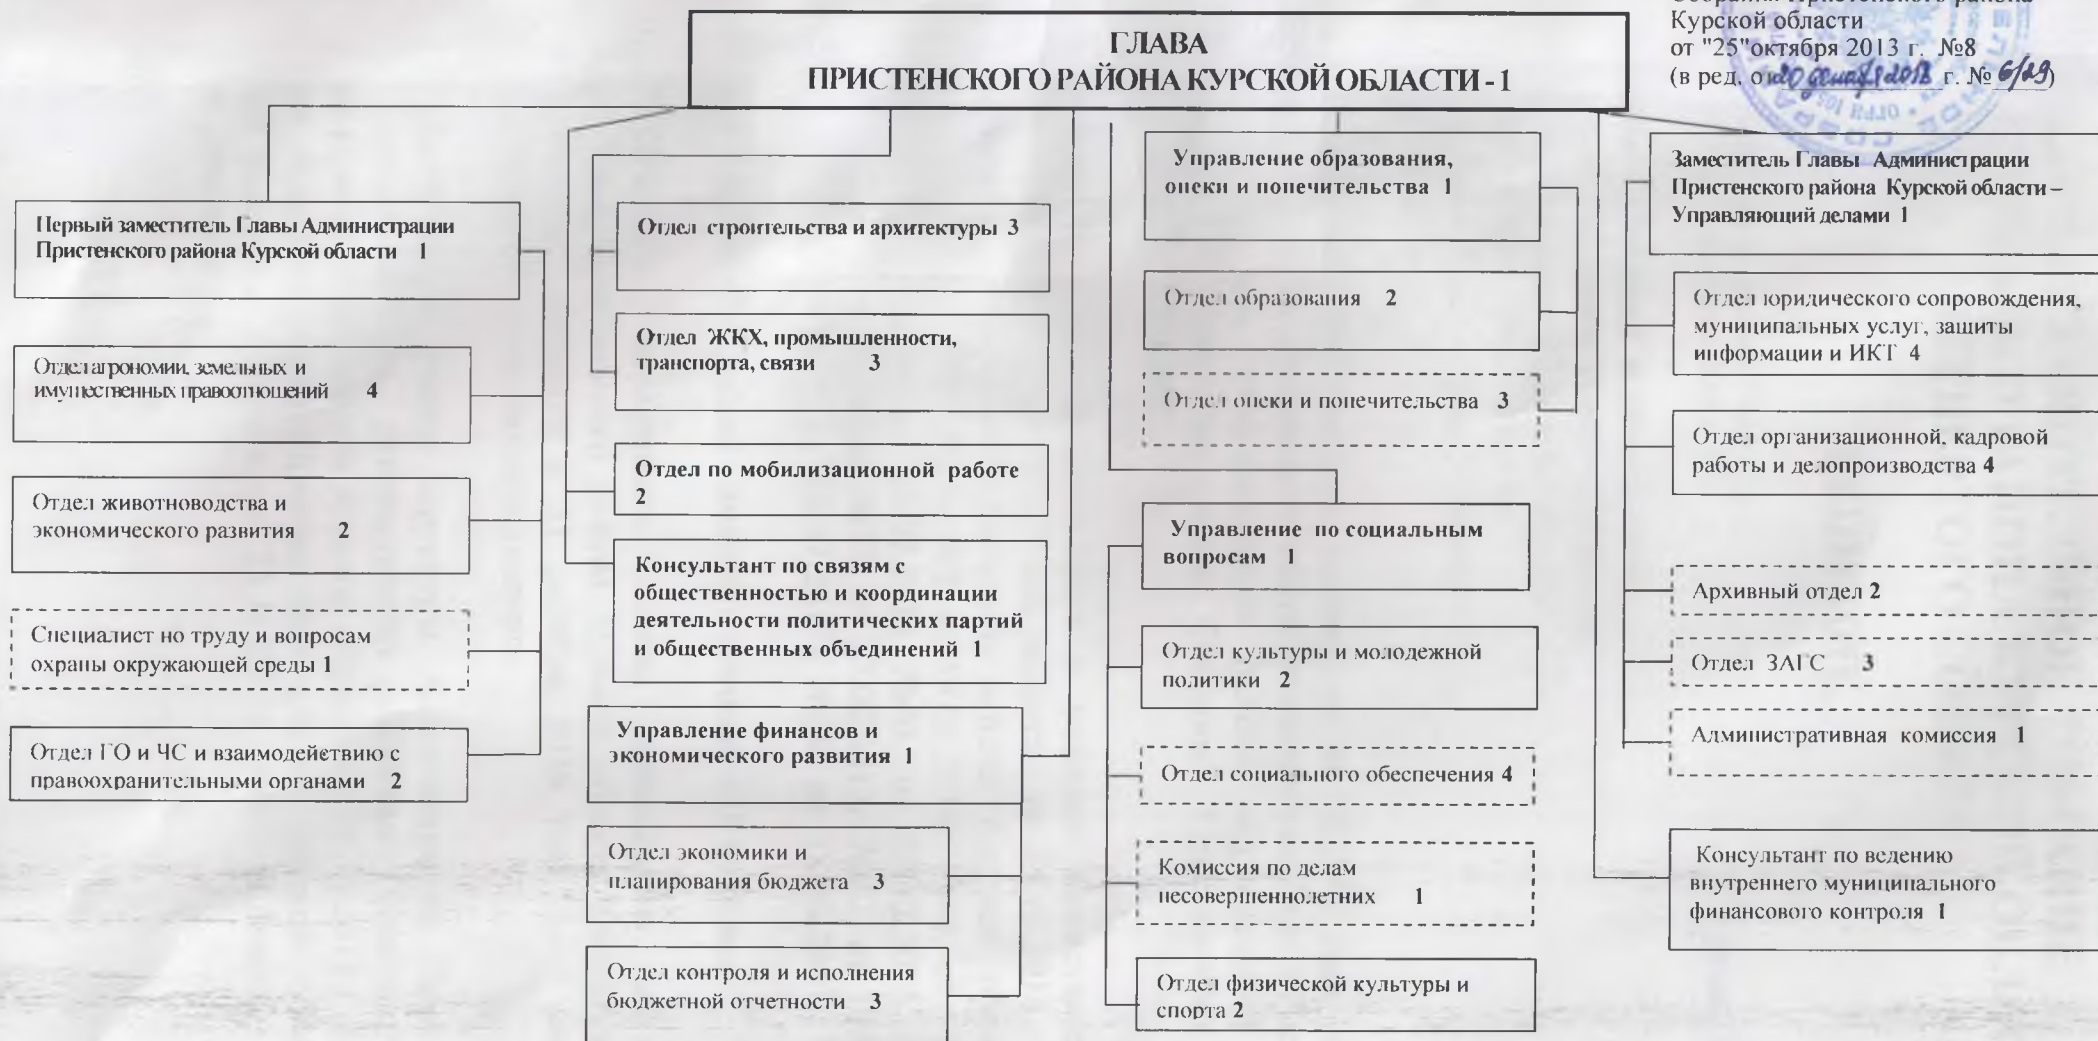 Пристенского района
Курской области
от "25"октября 2013 г. №8
(в ред. от 20 декабря 2018 г. № 6/29)
ГЛАВА
ПРИСТЕНСКОГО РАЙОНА КУРСКОЙ ОБЛАСТИ - 1
Первый заместитель Главы Администрации
Пристенского района Курской области 1
Отдел агрономии, земельных и
имущественных правоотношений 4
Отдел животноводства и
экономического развития 2
Специалист по труду и вопросам
охраны окружающей среды 1
Отдел ГО и ЧС и взаимодействию с
правоохранительными органами 2
Отдел строительства и архитектуры 3
Отдел ЖКХ, промышленности,
транспорта, связи 3
Отдел по мобилизационной работе
2
Консультант по связям с
общественностью и координации
деятельности политических партий
и общественных объединений 1
Управление финансов и
экономического развития 1
Отдел экономики и
планирования бюджета 3
Отдел контроля и исполнения
бюджетной отчетности 3
Управление образования,
опеки и попечительства 1
Отдел образования 2
Отдел опеки и попечительства 3
Управление по социальным
вопросам 1
Отдел культуры и молодежной
политики 2
Отдел социального обеспечения 4
Комиссия по делам
несовершеннолетних 1
Отдел физической культуры и
спорта 2
Заместитель Главы Администрации
Пристенского района Курской области –
Управляющий делами 1
Отдел юридического сопровождения,
муниципальных услуг, защиты
информации и ИКТ 4
Отдел организационной, кадровой
работы и делопроизводства 4
Архивный отдел 2
Отдел ЗАГС 3
Административная комиссия 1
Консультант по ведению
внутреннего муниципального
финансового контроля 1